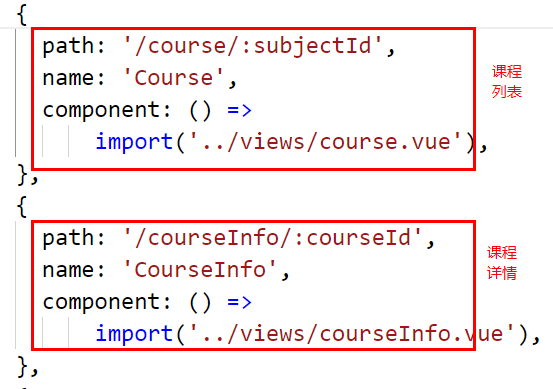 {
path: '/course/:subjectId',
name: 'Course',
component: () =>
import('../views/course.vue'),
},
课程
列表
{
path: '/courseInfo/:courseId',
name: 'CourseInfo',
component: () =>
import('../views/courseInfo.vue'),
},
课程
详情